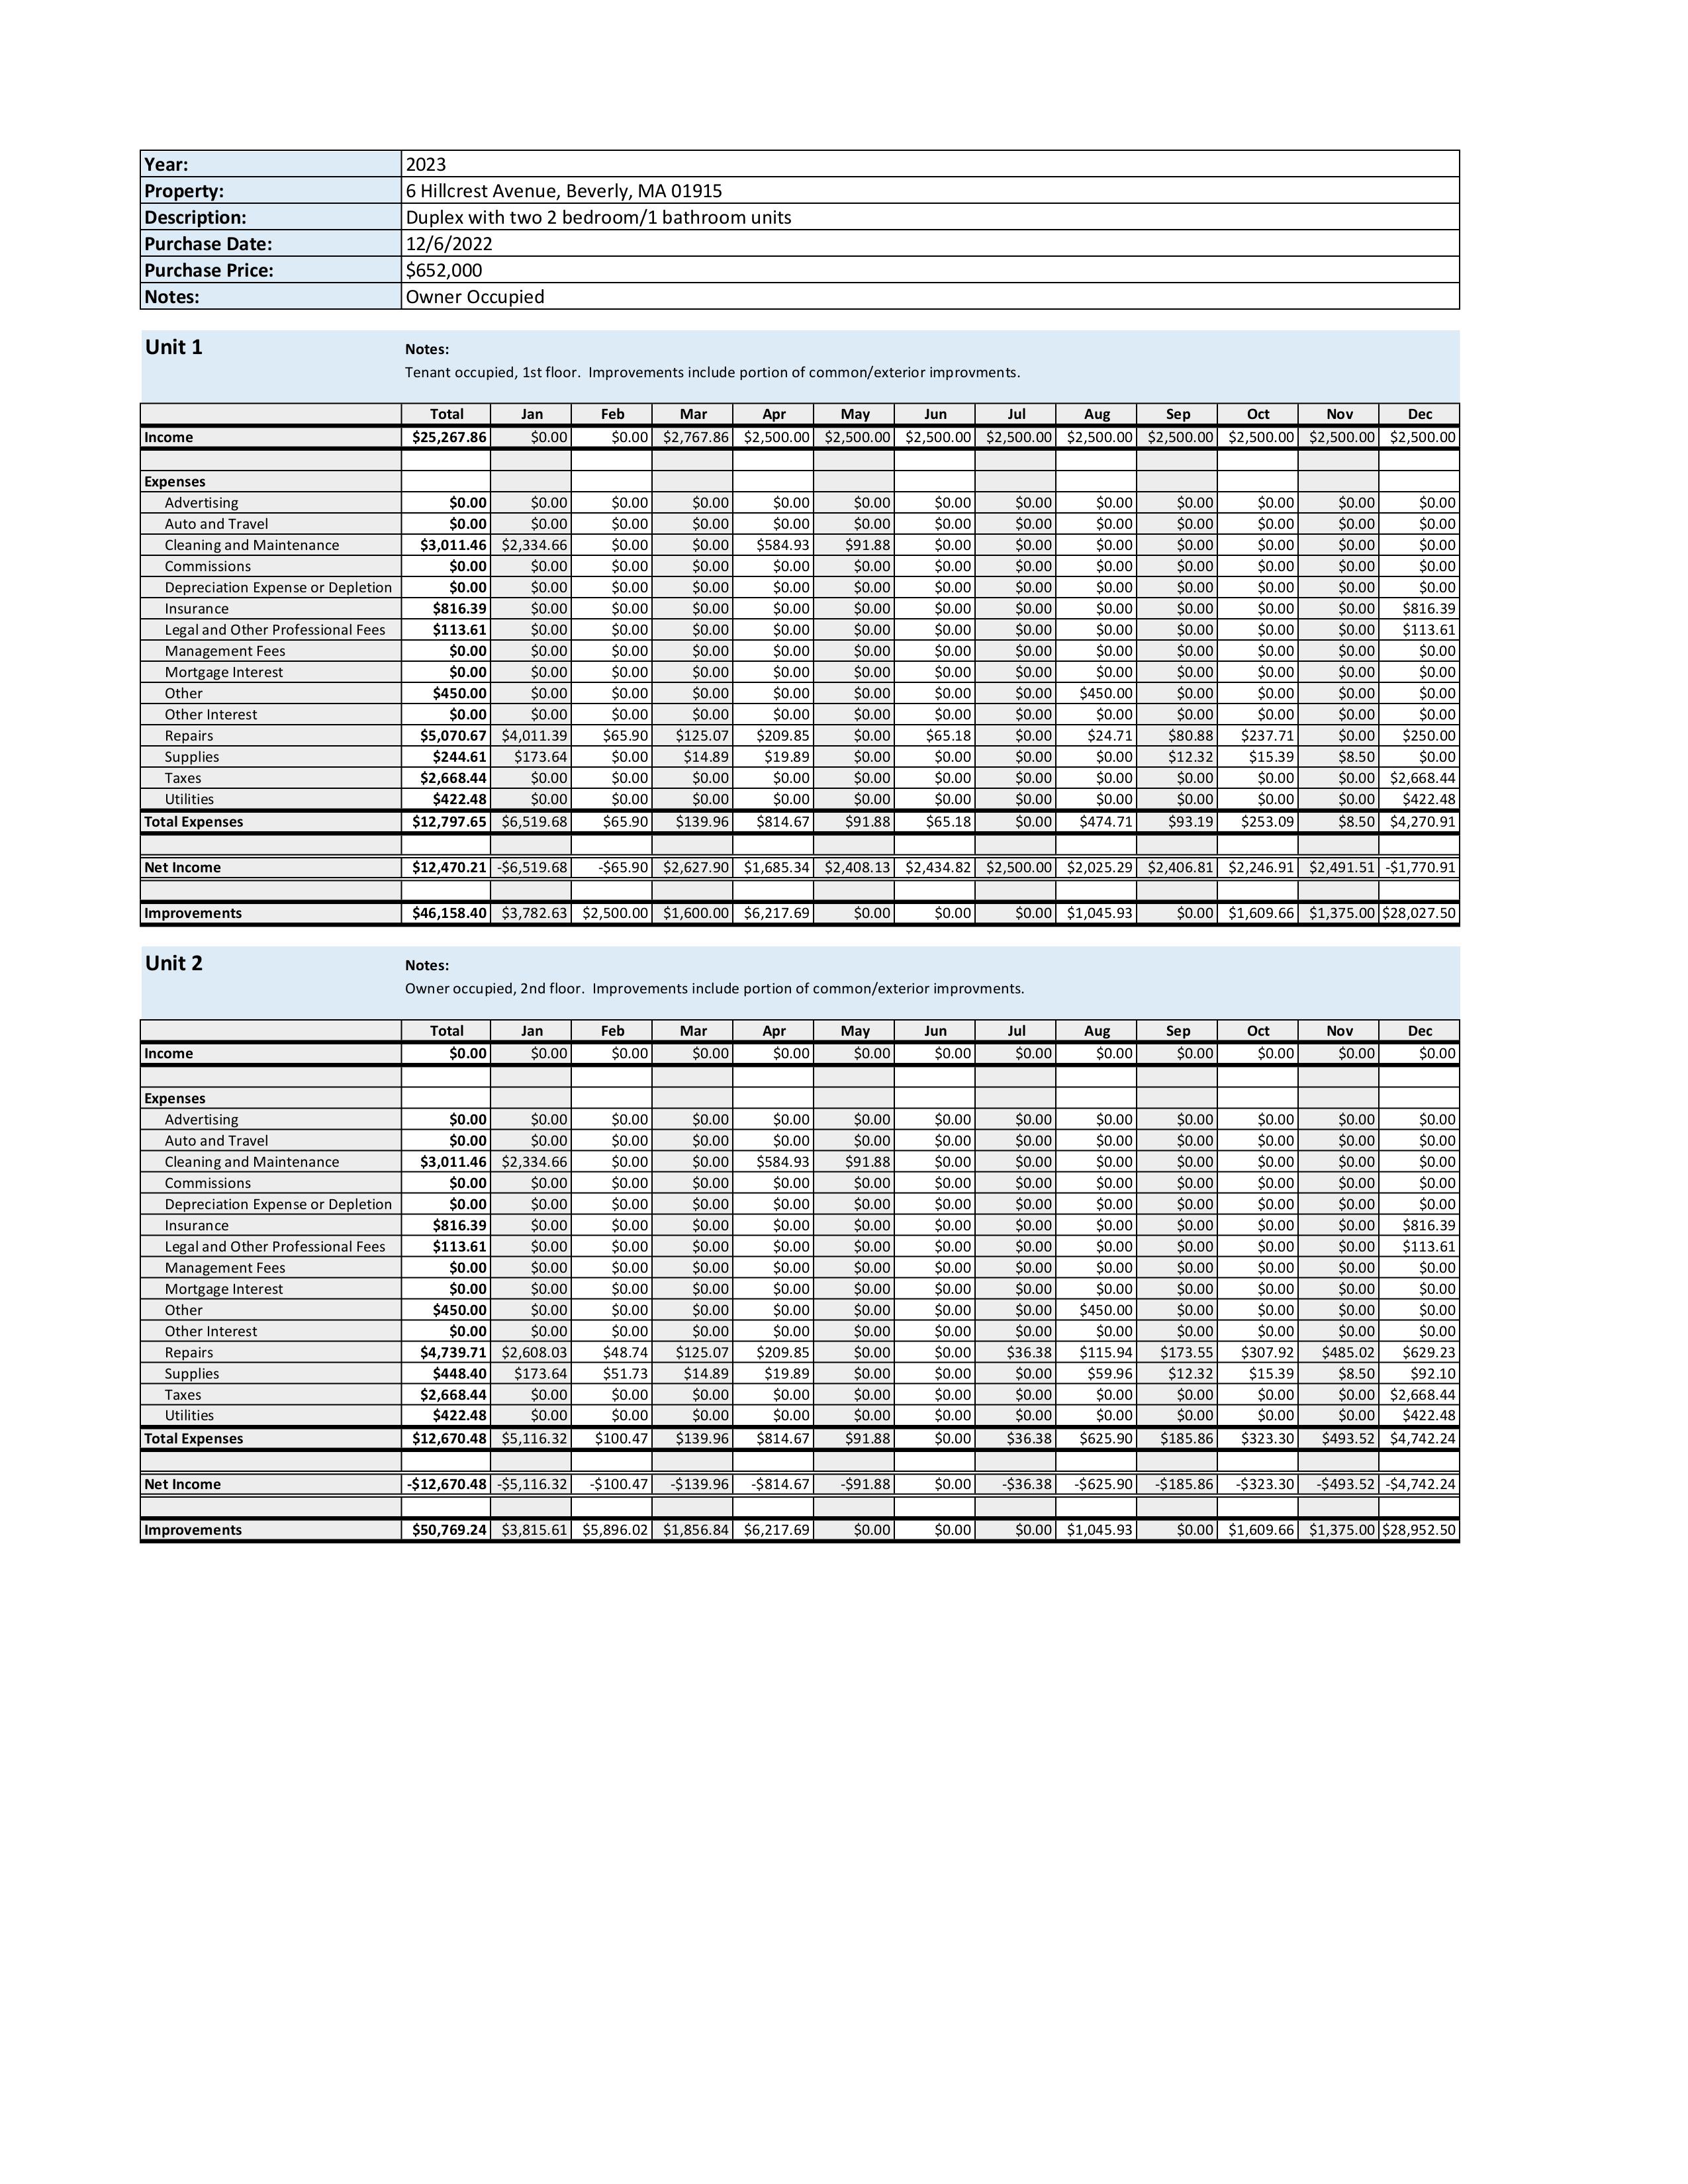 Year: 2023
Property: 6 Hillcrest Avenue, Beverly, MA 01915
Description: Duplex with two 2 bedroom/1 bathroom units
Purchase Date: 12/6/2022
Purchase Price: $652,000
Notes: Owner Occupied
Unit 1 Notes:
Tenant occupied, 1st floor. Improvements include portion of common/exterior improvments.
Total Jan Feb Mar Apr May Jun Jul Aug Sep Oct Nov Dec
Income $25,267.86 $0.00 $0.00 $2,767.86 $2,500.00 $2,500.00 $2,500.00 $2,500.00 $2,500.00 $2,500.00 $2,500.00 $2,500.00 $2,500.00
Expenses
Advertising $0.00 $0.00 $0.00 $0.00 $0.00 $0.00 $0.00 $0.00 $0.00 $0.00 $0.00 $0.00 $0.00
Auto and Travel $0.00 $0.00 $0.00 $0.00 $0.00 $0.00 $0.00 $0.00 $0.00 $0.00 $0.00 $0.00 $0.00
Cleaning and Maintenance $3,011.46 $2,334.66 $0.00 $0.00 $584.93 $91.88 $0.00 $0.00 $0.00 $0.00 $0.00 $0.00 $0.00
Commissions $0.00 $0.00 $0.00 $0.00 $0.00 $0.00 $0.00 $0.00 $0.00 $0.00 $0.00 $0.00 $0.00
Depreciation Expense or Depletion $0.00 $0.00 $0.00 $0.00 $0.00 $0.00 $0.00 $0.00 $0.00 $0.00 $0.00 $0.00 $0.00
Insurance $816.39 $0.00 $0.00 $0.00 $0.00 $0.00 $0.00 $0.00 $0.00 $0.00 $0.00 $0.00 $816.39
Legal and Other Professional Fees $113.61 $0.00 $0.00 $0.00 $0.00 $0.00 $0.00 $0.00 $0.00 $0.00 $0.00 $0.00 $113.61
Management Fees $0.00 $0.00 $0.00 $0.00 $0.00 $0.00 $0.00 $0.00 $0.00 $0.00 $0.00 $0.00 $0.00
Mortgage Interest $0.00 $0.00 $0.00 $0.00 $0.00 $0.00 $0.00 $0.00 $0.00 $0.00 $0.00 $0.00 $0.00
Other $450.00 $0.00 $0.00 $0.00 $0.00 $0.00 $0.00 $0.00 $450.00 $0.00 $0.00 $0.00 $0.00
Other Interest $0.00 $0.00 $0.00 $0.00 $0.00 $0.00 $0.00 $0.00 $0.00 $0.00 $0.00 $0.00 $0.00
Repairs $5,070.67 $4,011.39 $65.90 $125.07 $209.85 $0.00 $65.18 $0.00 $24.71 $80.88 $237.71 $0.00 $250.00
Supplies $244.61 $173.64 $0.00 $14.89 $19.89 $0.00 $0.00 $0.00 $0.00 $12.32 $15.39 $8.50 $0.00
Taxes $2,668.44 $0.00 $0.00 $0.00 $0.00 $0.00 $0.00 $0.00 $0.00 $0.00 $0.00 $0.00 $2,668.44
Utilities $422.48 $0.00 $0.00 $0.00 $0.00 $0.00 $0.00 $0.00 $0.00 $0.00 $0.00 $0.00 $422.48
Total Expenses $12,797.65 $6,519.68 $65.90 $139.96 $814.67 $91.88 $65.18 $0.00 $474.71 $93.19 $253.09 $8.50 $4,270.91
Net Income $12,470.21 -$6,519.68 -$65.90 $2,627.90 $1,685.34 $2,408.13 $2,434.82 $2,500.00 $2,025.29 $2,406.81 $2,246.91 $2,491.51 -$1,770.91
Improvements $46,158.40 $3,782.63 $2,500.00 $1,600.00 $6,217.69 $0.00 $0.00 $0.00 $1,045.93 $0.00 $1,609.66 $1,375.00 $28,027.50
Unit 2 Notes:
Owner occupied, 2nd floor. Improvements include portion of common/exterior improvments.
Total Jan Feb Mar Apr May Jun Jul Aug Sep Oct Nov Dec
Income $0.00 $0.00 $0.00 $0.00 $0.00 $0.00 $0.00 $0.00 $0.00 $0.00 $0.00 $0.00 $0.00
Expenses
Advertising $0.00 $0.00 $0.00 $0.00 $0.00 $0.00 $0.00 $0.00 $0.00 $0.00 $0.00 $0.00 $0.00
Auto and Travel $0.00 $0.00 $0.00 $0.00 $0.00 $0.00 $0.00 $0.00 $0.00 $0.00 $0.00 $0.00 $0.00
Cleaning and Maintenance $3,011.46 $2,334.66 $0.00 $0.00 $584.93 $91.88 $0.00 $0.00 $0.00 $0.00 $0.00 $0.00 $0.00
Commissions $0.00 $0.00 $0.00 $0.00 $0.00 $0.00 $0.00 $0.00 $0.00 $0.00 $0.00 $0.00 $0.00
Depreciation Expense or Depletion $0.00 $0.00 $0.00 $0.00 $0.00 $0.00 $0.00 $0.00 $0.00 $0.00 $0.00 $0.00 $0.00
Insurance $816.39 $0.00 $0.00 $0.00 $0.00 $0.00 $0.00 $0.00 $0.00 $0.00 $0.00 $0.00 $816.39
Legal and Other Professional Fees $113.61 $0.00 $0.00 $0.00 $0.00 $0.00 $0.00 $0.00 $0.00 $0.00 $0.00 $0.00 $113.61
Management Fees $0.00 $0.00 $0.00 $0.00 $0.00 $0.00 $0.00 $0.00 $0.00 $0.00 $0.00 $0.00 $0.00
Mortgage Interest $0.00 $0.00 $0.00 $0.00 $0.00 $0.00 $0.00 $0.00 $0.00 $0.00 $0.00 $0.00 $0.00
Other $450.00 $0.00 $0.00 $0.00 $0.00 $0.00 $0.00 $0.00 $450.00 $0.00 $0.00 $0.00 $0.00
Other Interest $0.00 $0.00 $0.00 $0.00 $0.00 $0.00 $0.00 $0.00 $0.00 $0.00 $0.00 $0.00 $0.00
Repairs $4,739.71 $2,608.03 $48.74 $125.07 $209.85 $0.00 $0.00 $36.38 $115.94 $173.55 $307.92 $485.02 $629.23
Supplies $448.40 $173.64 $51.73 $14.89 $19.89 $0.00 $0.00 $0.00 $59.96 $12.32 $15.39 $8.50 $92.10
Taxes $2,668.44 $0.00 $0.00 $0.00 $0.00 $0.00 $0.00 $0.00 $0.00 $0.00 $0.00 $0.00 $2,668.44
Utilities $422.48 $0.00 $0.00 $0.00 $0.00 $0.00 $0.00 $0.00 $0.00 $0.00 $0.00 $0.00 $422.48
Total Expenses $12,670.48 $5,116.32 $100.47 $139.96 $814.67 $91.88 $0.00 $36.38 $625.90 $185.86 $323.30 $493.52 $4,742.24
Net Income -$12,670.48 -$5,116.32 -$100.47 -$139.96 -$814.67 -$91.88 $0.00 -$36.38 -$625.90 -$185.86 -$323.30 -$493.52 -$4,742.24
Improvements $50,769.24 $3,815.61 $5,896.02 $1,856.84 $6,217.69 $0.00 $0.00 $0.00 $1,045.93 $0.00 $1,609.66 $1,375.00 $28,952.50